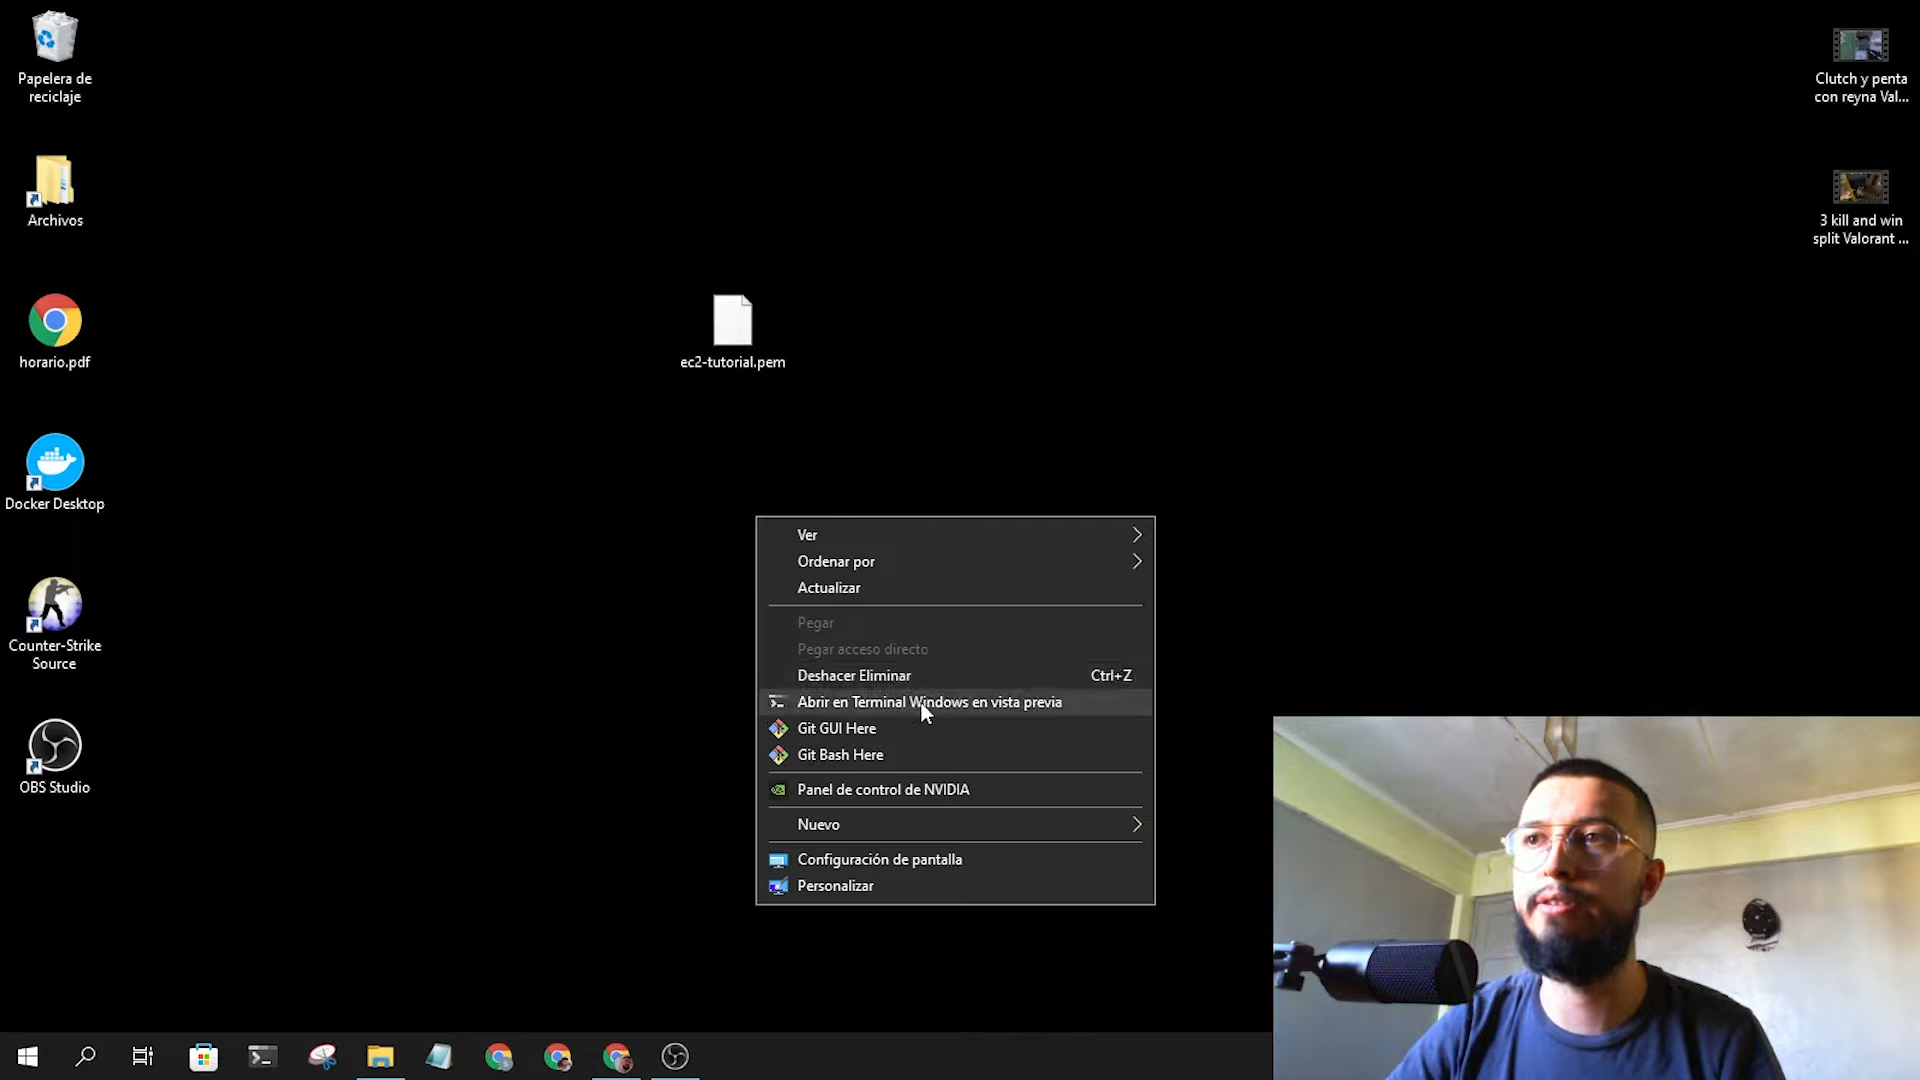 Papelera de
reciclaje
Archivos
horario.pdf
Docker Desktop
Counter-Strike
Source
OBS Studio
ec2-tutorial.pem
Clutch y penta
con reyna Val...
3 kill and win
split Valorant ...
Ver
Ordenar por
Actualizar
Pegar
Pegar acceso directo
Deshacer Eliminar Ctrl+Z
Abrir en Terminal Windows en vista previa
Git GUI Here
Git Bash Here
Panel de control de NVIDIA
Nuevo
Configuración de pantalla
Personalizar